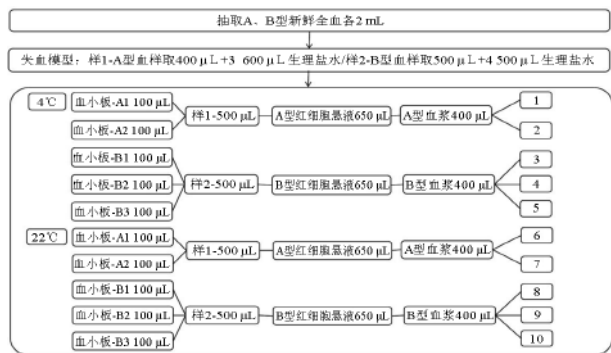 抽取A、B型新鲜全血各2 mL
失血模型：样1-A型血样取400 μL+3 600 μL生理盐水/样2-B型血样取500 μL+4 500 μL生理盐水
4℃
血小板-A1 100 μL
血小板-A2 100 μL
样1-500 μL
A型红细胞悬液650 μL
A型血浆400 μL
1
2
血小板-B1 100 μL
血小板-B2 100 μL
血小板-B3 100 μL
样2-500 μL
B型红细胞悬液650 μL
B型血浆400 μL
3
4
5
22℃
血小板-A1 100 μL
血小板-A2 100 μL
样1-500 μL
A型红细胞悬液650 μL
A型血浆400 μL
6
7
血小板-B1 100 μL
血小板-B2 100 μL
血小板-B3 100 μL
样2-500 μL
B型红细胞悬液650 μL
B型血浆400 μL
8
9
10